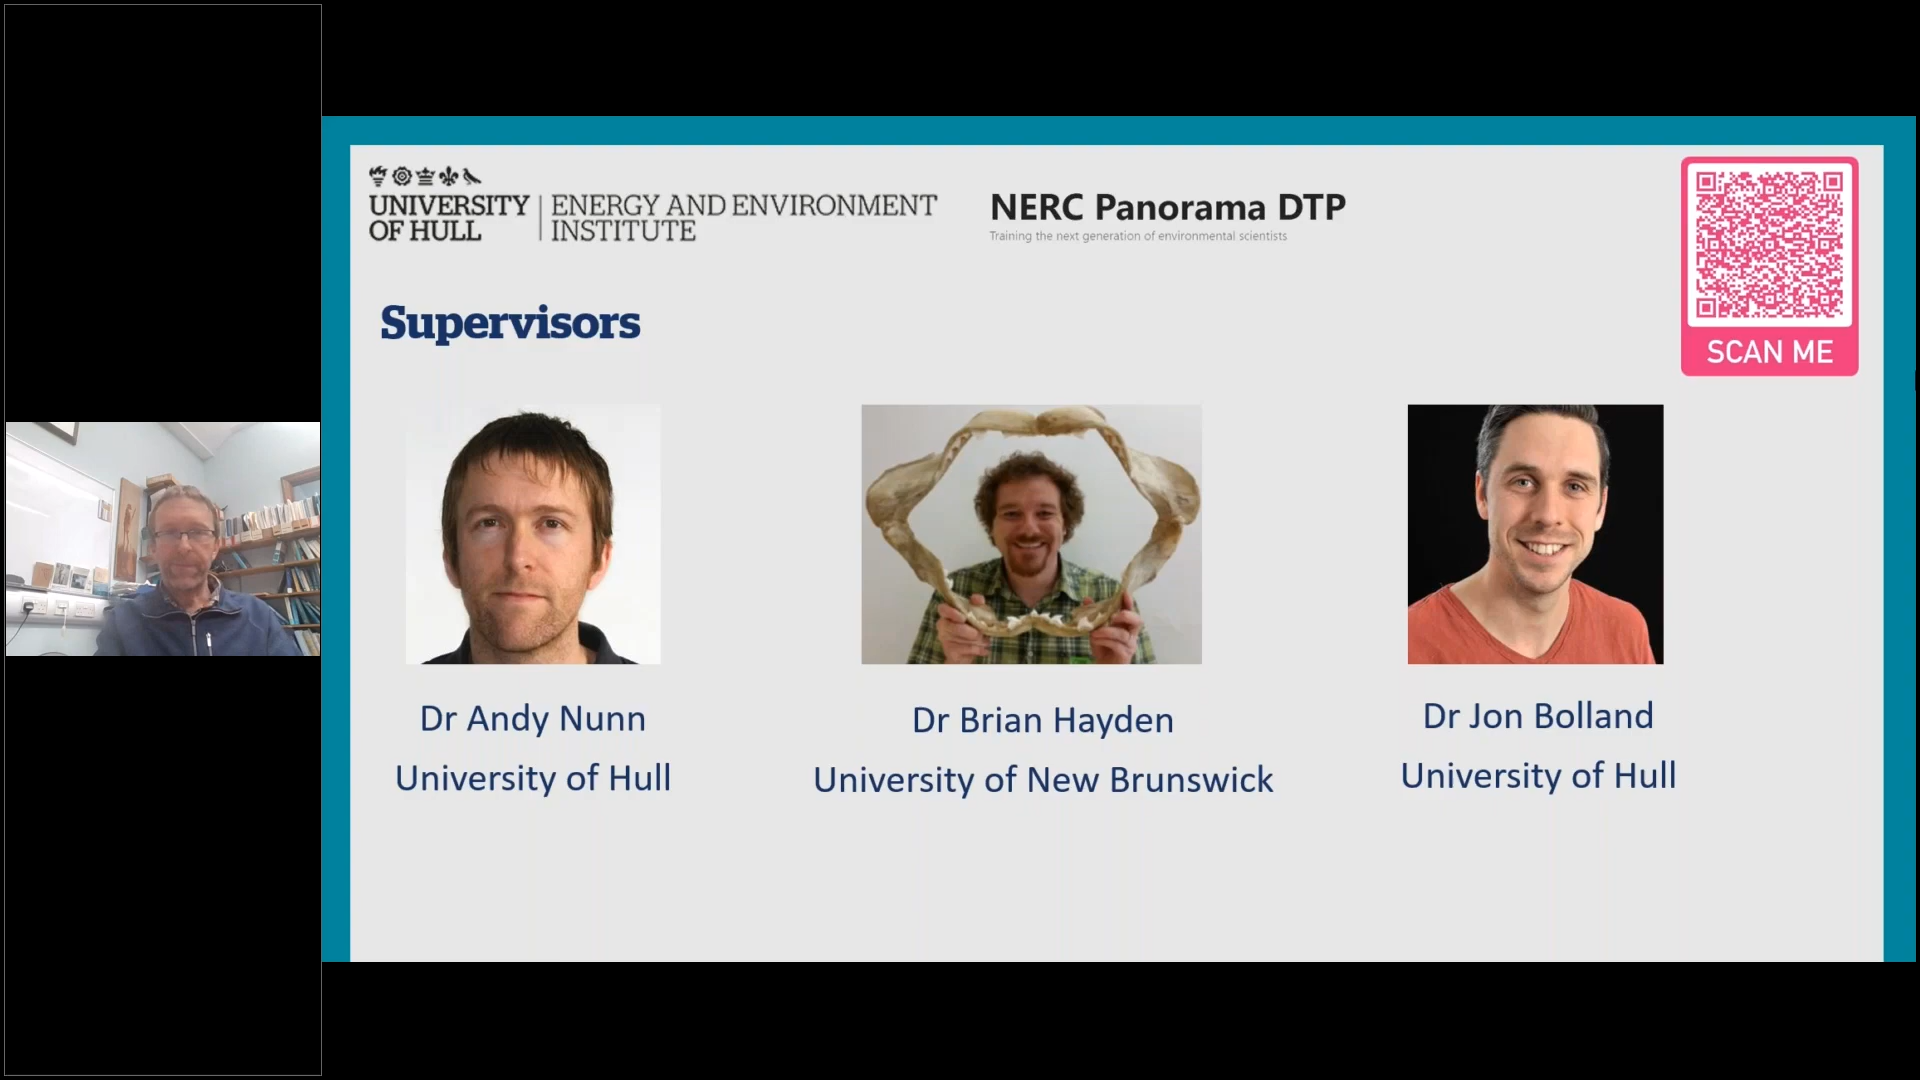 UNIVERSITY
OF HULL
ENERGY AND ENVIRONMENT
INSTITUTE
NERC Panorama DTP
Training the next generation of environmental scientists
SCAN ME
Supervisors
Dr Andy Nunn
University of Hull
Dr Brian Hayden
University of New Brunswick
Dr Jon Bolland
University of Hull